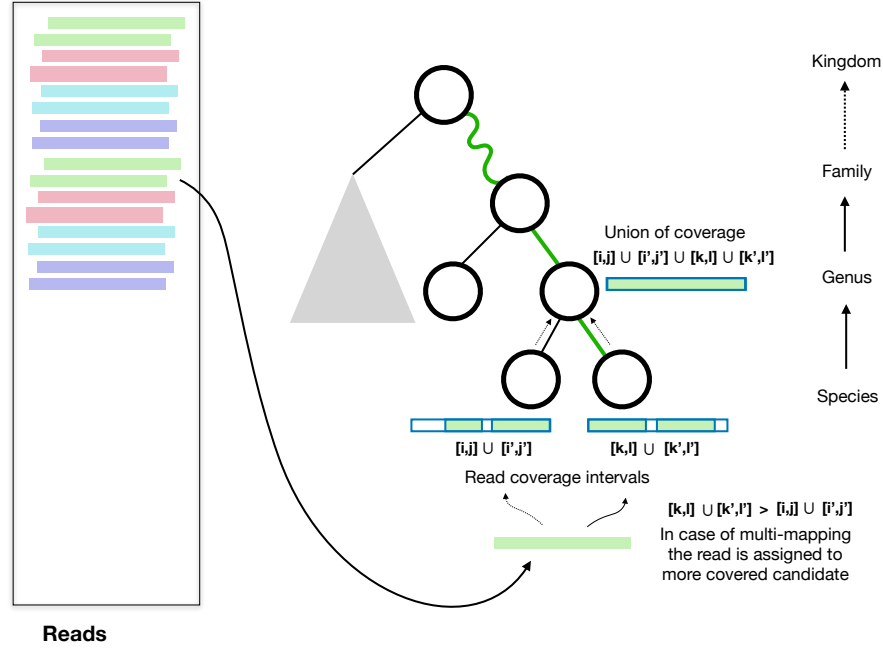 Kingdom
Family
Union of coverage
[i,j] ∪ [i',j'] ∪ [k,l] ∪ [k',l']
Genus
Species
[i,j] ∪ [i',j']
[k,l] ∪ [k',l']
Read coverage intervals
[k,l] ∪ [k',l'] > [i,j] ∪ [i',j']
In case of multi-mapping
the read is assigned to
more covered candidate
Reads